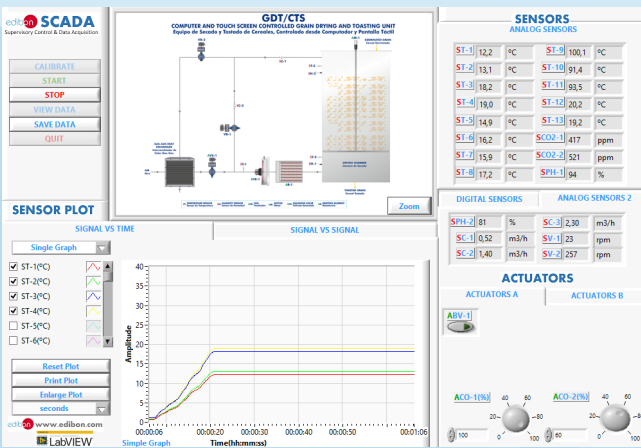 edibon SCADA
Supervisory Control & Data Acquisition
CALIBRATE
START
STOP
VIEW DATA
SAVE DATA
QUIT
GDT/CTS
COMPUTER AND TOUCH SCREEN CONTROLLED GRAIN DRYING AND TOASTING UNIT
Equipo de Secado y Tostado de Cereales, Controlado desde Computador y Pantalla Táctil
Zoom
SENSORS
ANALOG SENSORS
ST-1 12,2 ºC ST-9 100,1 ºC
ST-2 13,1 ºC ST-10 91,4 ºC
ST-3 18,2 ºC ST-11 93,5 ºC
ST-4 19,0 ºC ST-12 20,2 ºC
ST-5 14,9 ºC ST-13 19,2 ºC
ST-6 16,2 ºC SCO2-1 417 ppm
ST-7 15,9 ºC SCO2-2 521 ppm
ST-8 17,2 ºC SPH-1 94 %
DIGITAL SENSORS ANALOG SENSORS 2
SPH-2 81 % SC-3 2,30 m3/h
SC-1 0,52 m3/h SV-1 23 rpm
SC-2 1,40 m3/h SV-2 257 rpm
SENSOR PLOT
SIGNAL VS TIME SIGNAL VS SIGNAL
Single Graph
ST-1(ºC)
ST-2(ºC)
ST-3(ºC)
ST-4(ºC)
ST-5(ºC)
ST-6(ºC)
Reset Plot
Print Plot
Enlarge Plot
seconds
edibon www.edibon.com
LabVIEW
Amplitude
40
35
30
25
20
15
10
5
0
00:00:06 00:00:20 00:00:30 00:00:40 00:00:50 00:01:06
Single Graph Time(hh:mm:ss)
ACTUATORS
ACTUATORS A ACTUATORS B
ABV-1
ACO-1(%) 40 60 ACO-2(%) 40 60
20 80 20 80
100 0 100 60 0 100